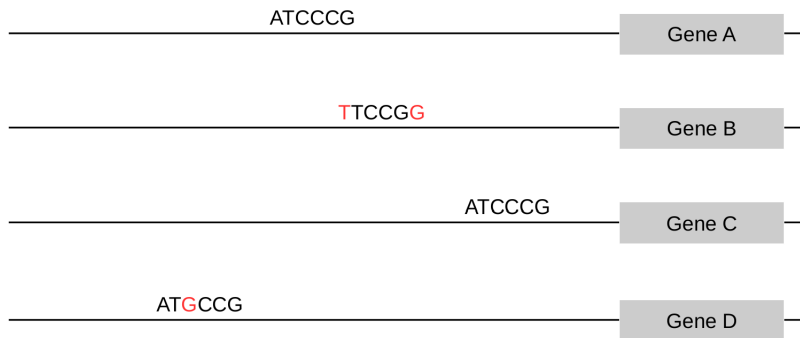 ATCCCG
Gene A
TTCCGG
Gene B
ATCCCG
Gene C
ATGCCG
Gene D